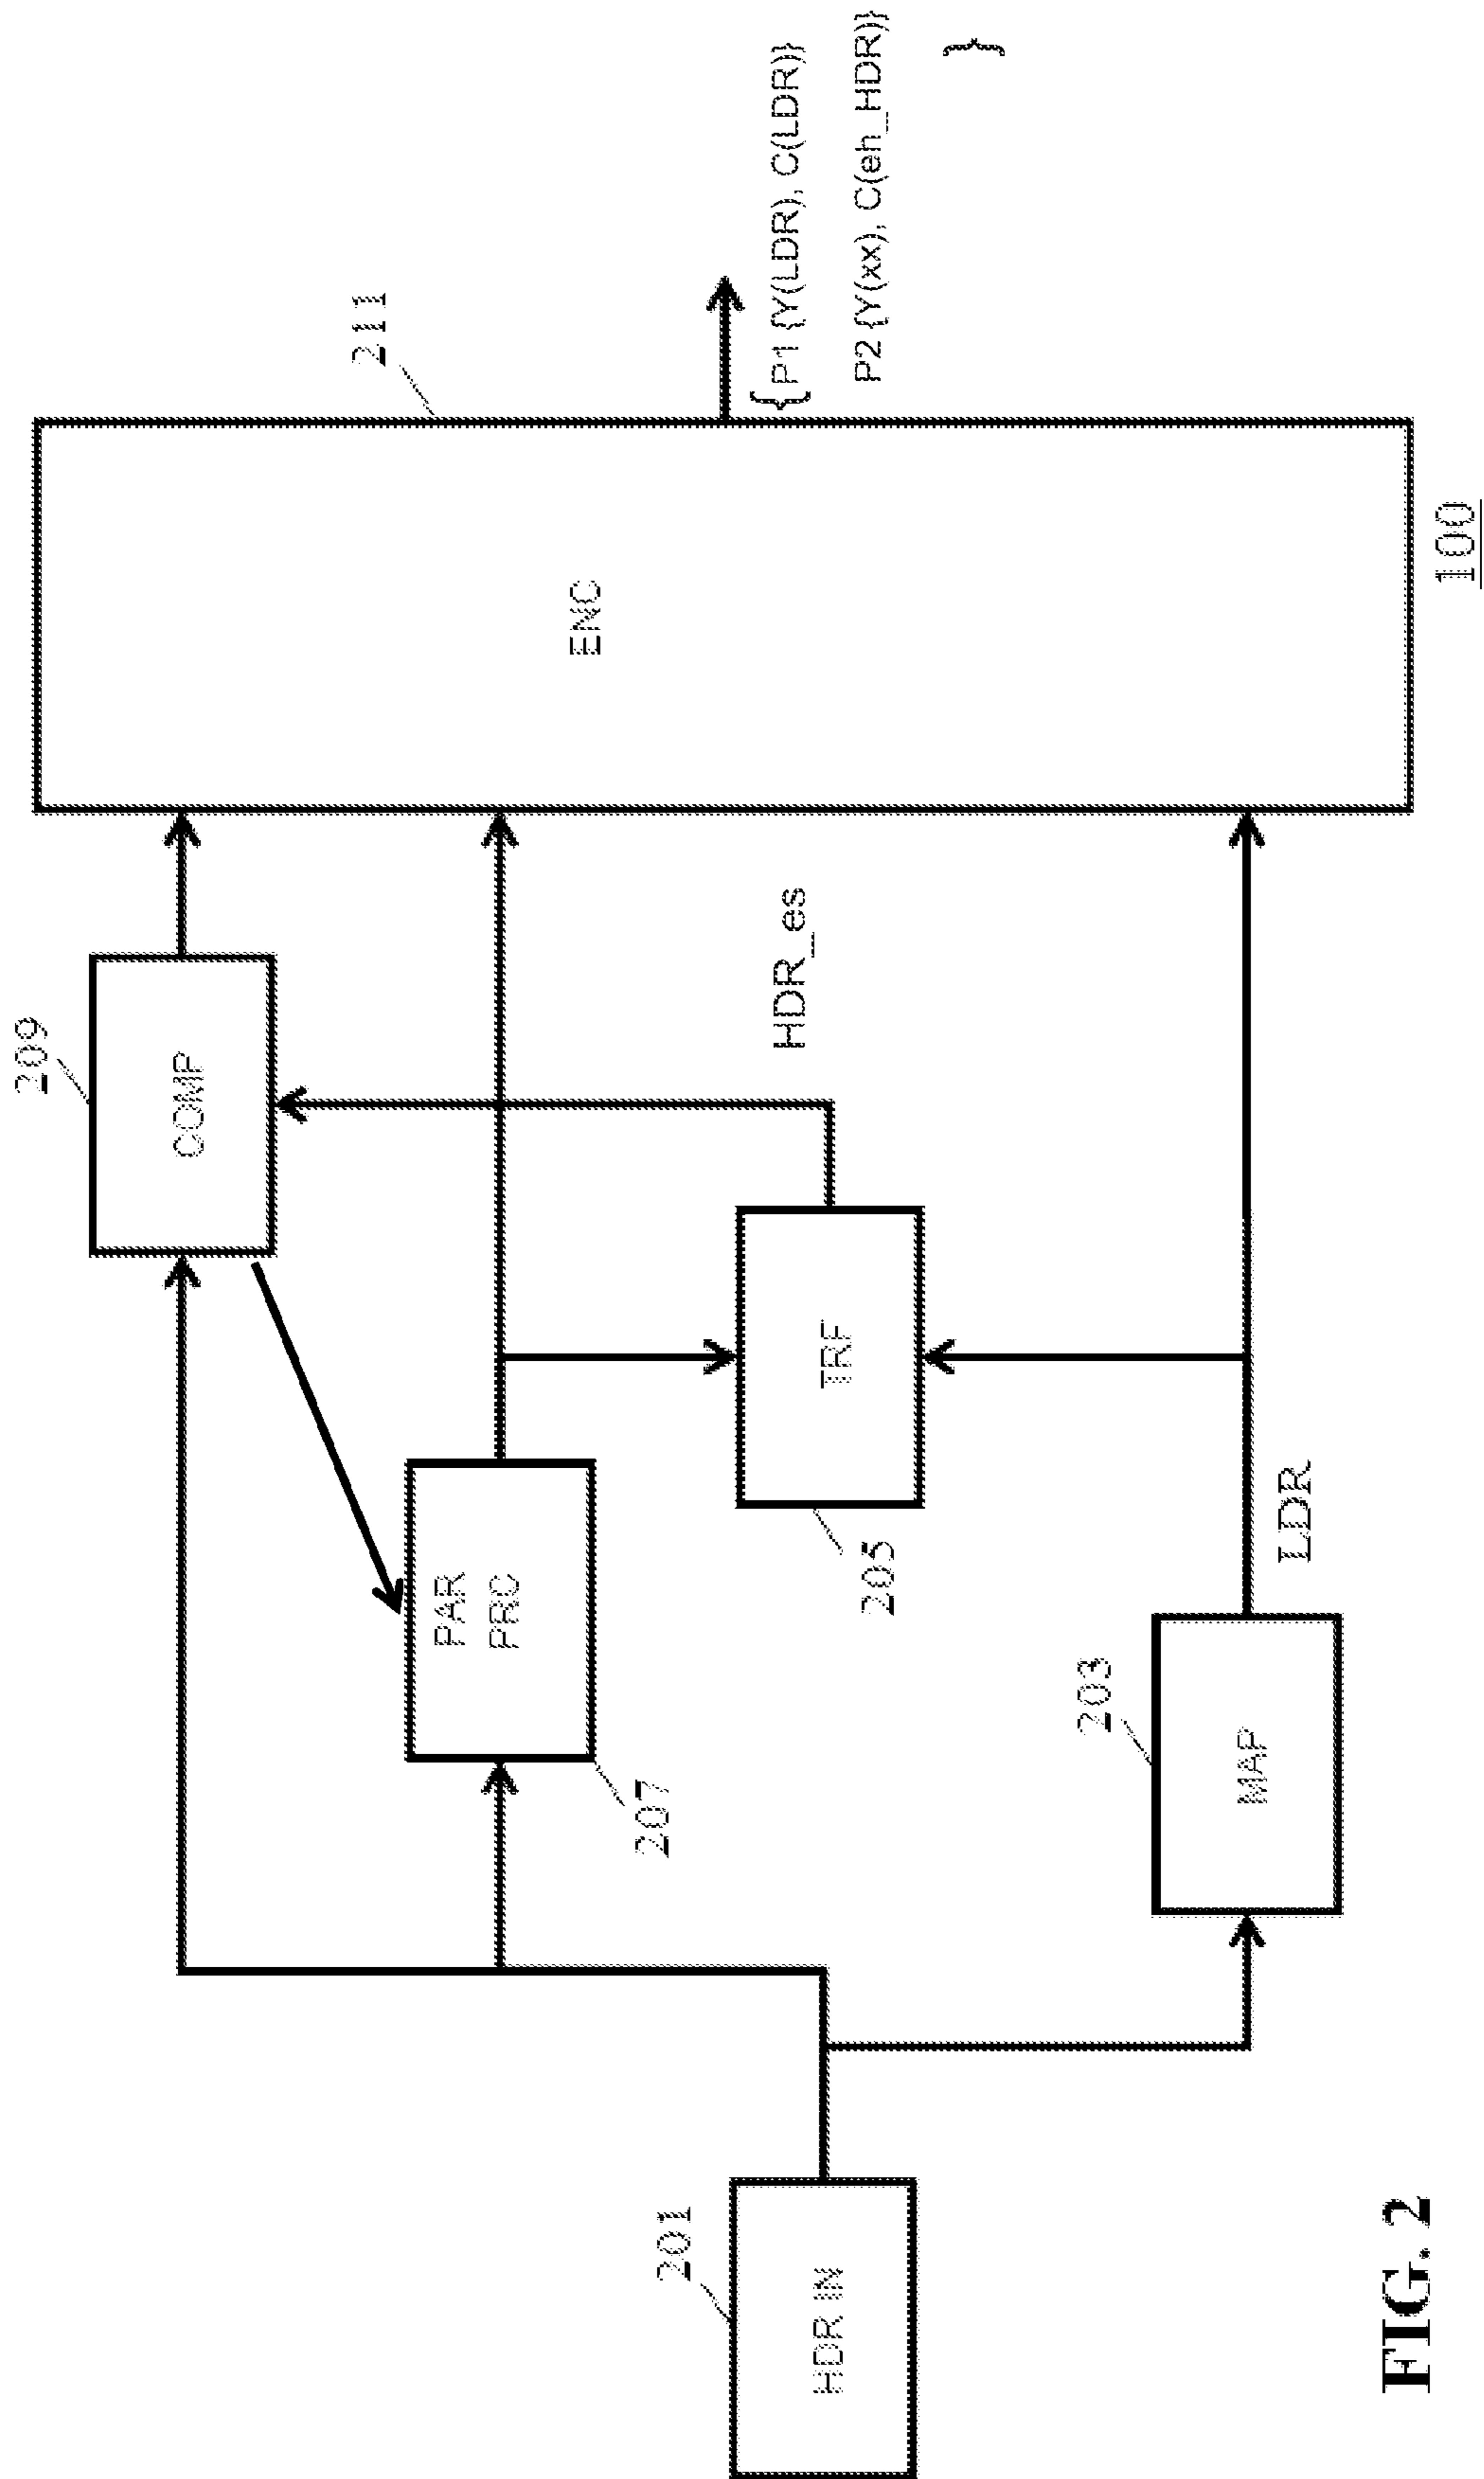 209
COMP
211
PAR
PRC
207
ENC
HDR_es
201
HDR IN
TRF
205
{ P1 {Y(LDR), C(LDR)}
P2 {Y(xx), C(eh_HDR)}
}
203
MAP
LDR
FIG. 2
100